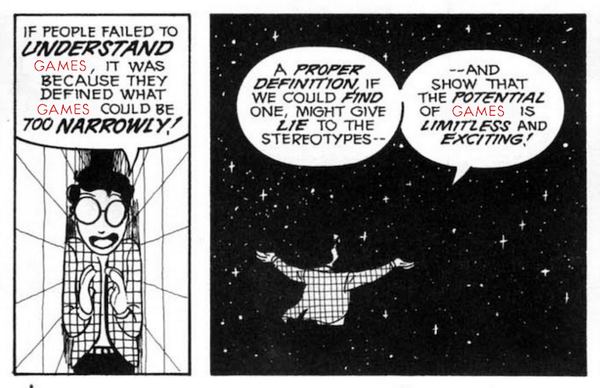 IF PEOPLE FAILED TO
UNDERSTAND
GAMES, IT WAS
BECAUSE THEY
DEFINED WHAT
GAMES COULD BE
TOO NARROWLY!
A PROPER
DEFINITION, IF
WE COULD FIND
ONE, MIGHT GIVE
LIE TO THE
STEREOTYPES--
--AND
SHOW THAT
THE POTENTIAL
OF GAMES IS
LIMITLESS AND
EXCITING!